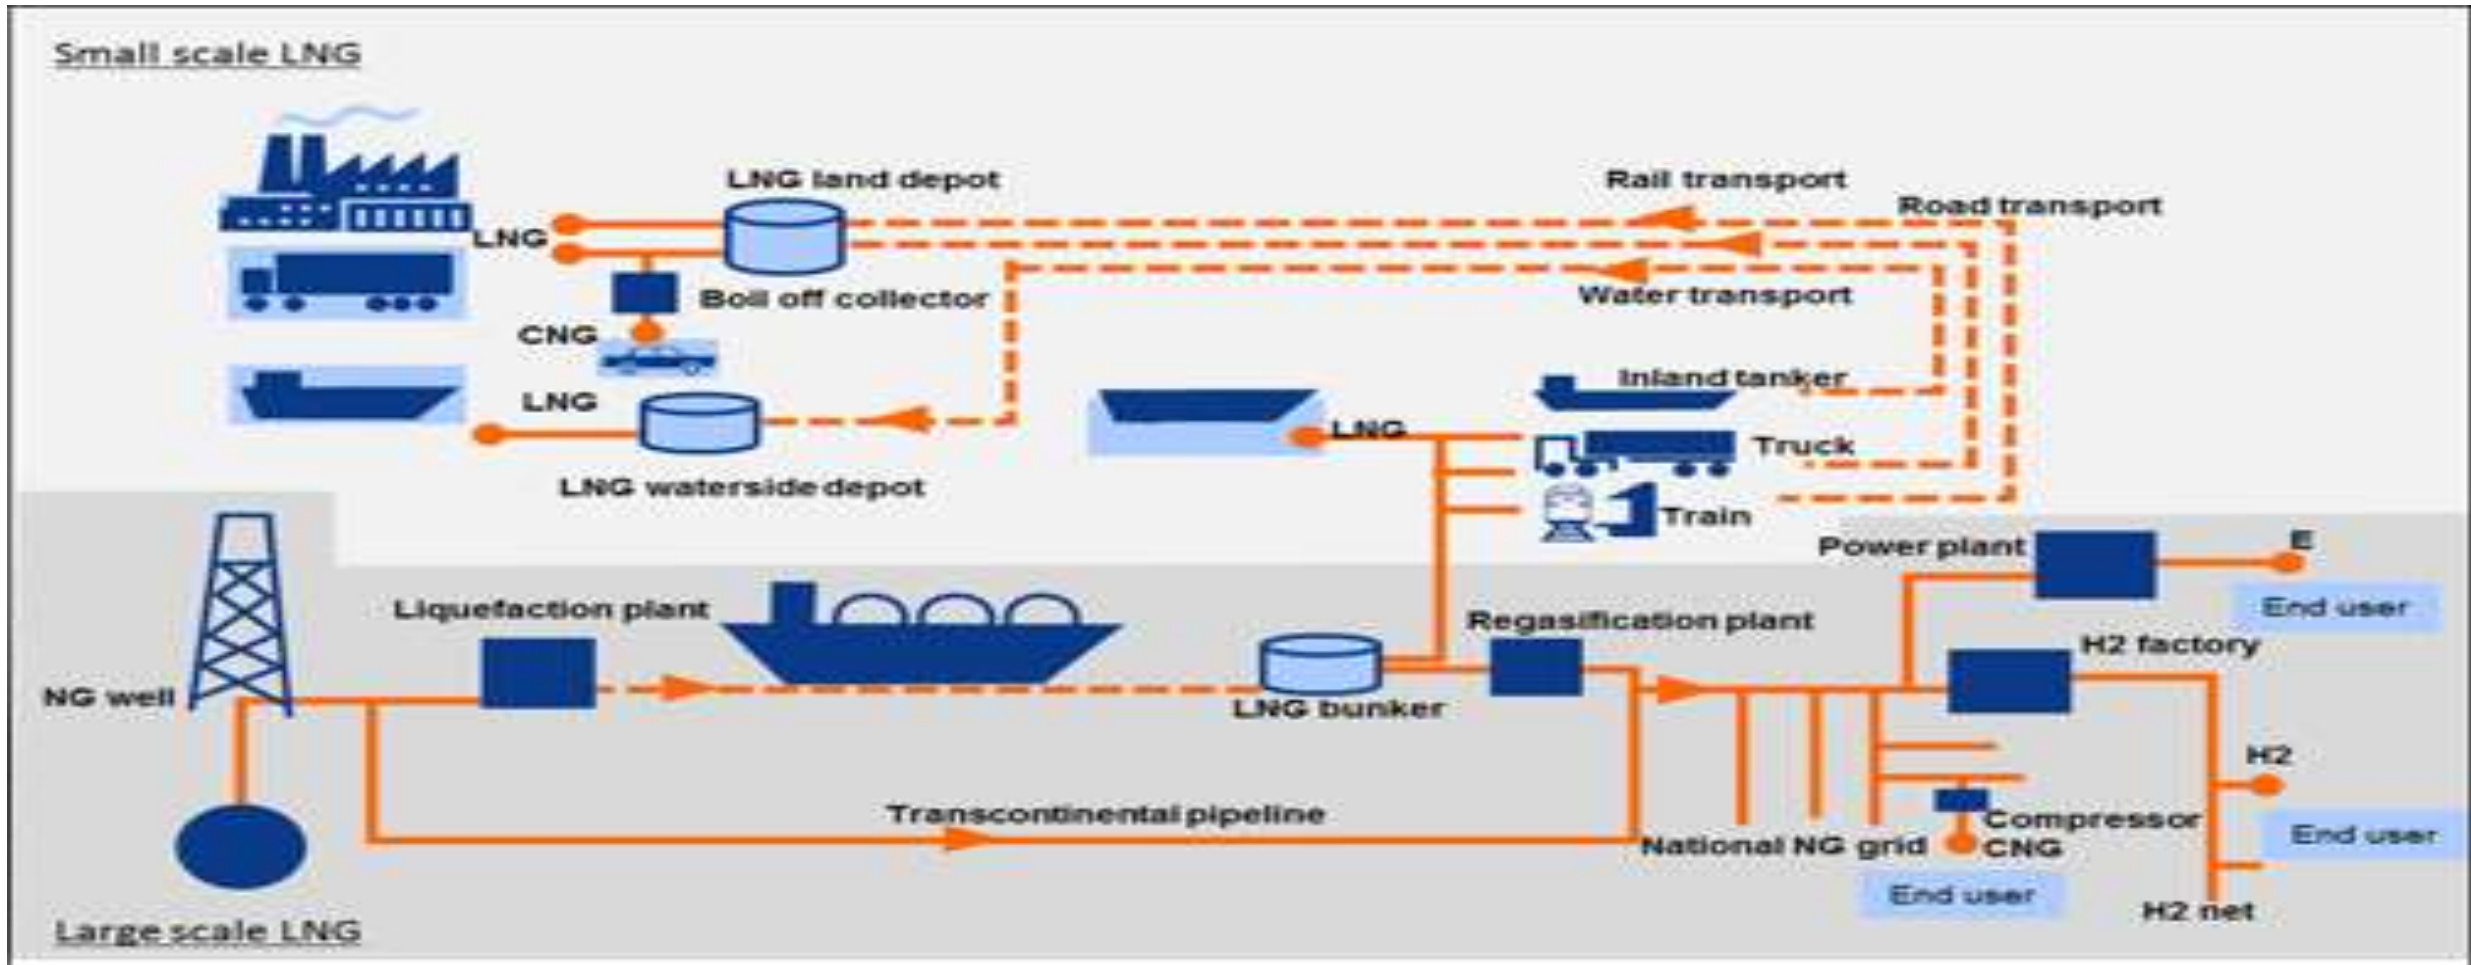 Small scale LNG
LNG land depot
Rail transport
Road transport
LNG
Boil off collector
Water transport
CNG
Inland tanker
LNG
LNG
Truck
LNG waterside depot
Train
Power plant
E
Liquefaction plant
End user
Regasification plant
H2 factory
NG well
LNG bunker
H2
Transcontinental pipeline
Compressor
National NG grid
CNG
End user
End user
H2 net
Large scale LNG